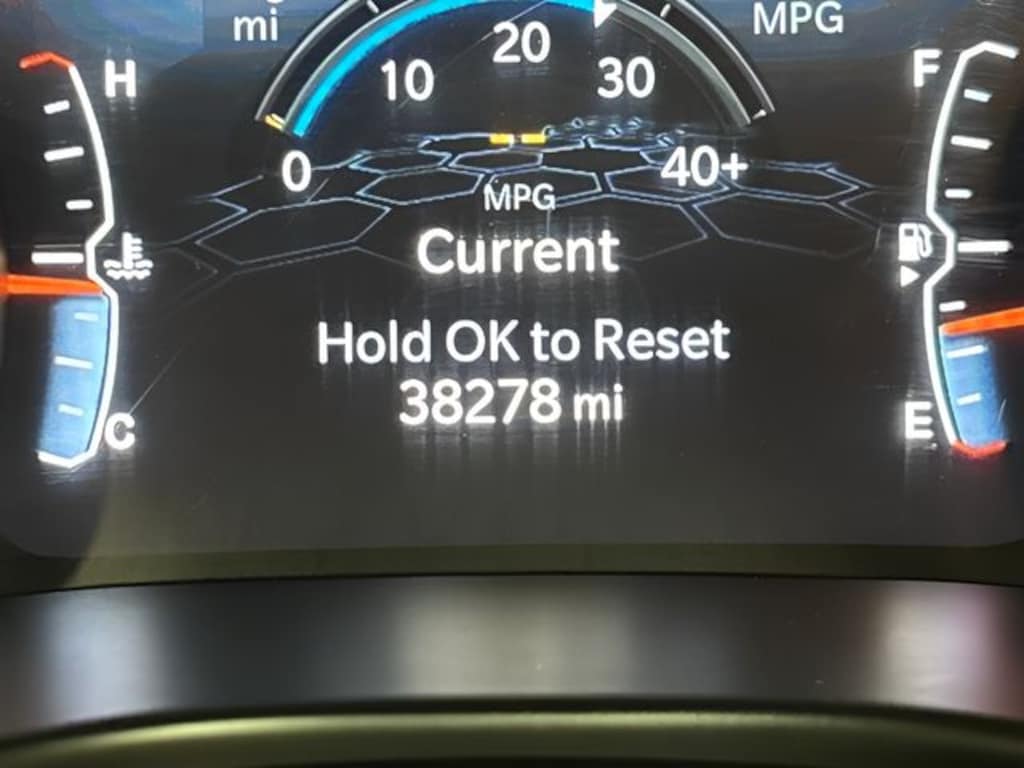 mi
MPG
H
20
F
10
30
0
40+
MPG
Current
Hold OK to Reset
38278 mi
C
E